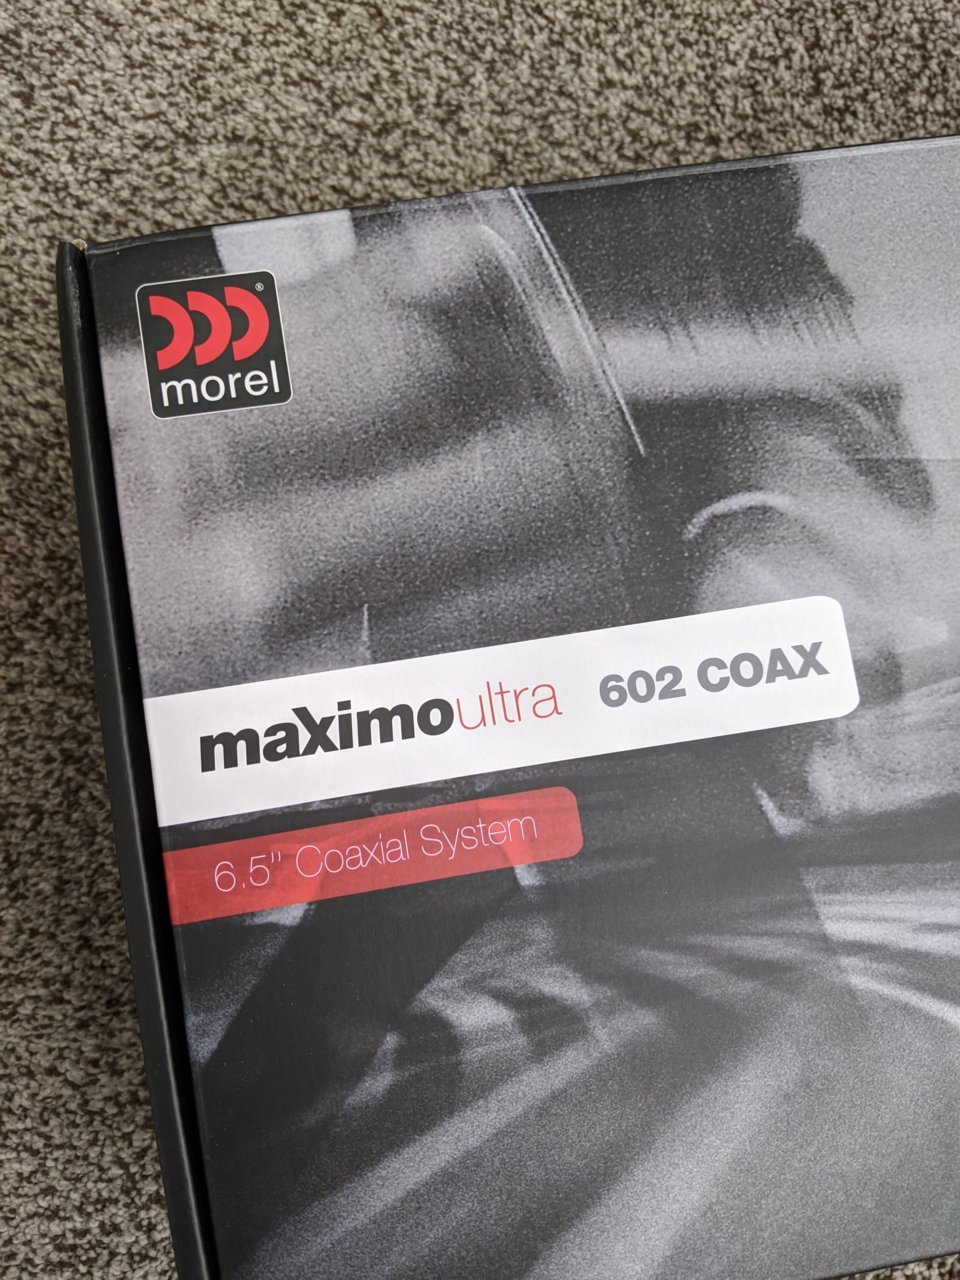 ®
morel
maximoultra 602 COAX
6.5" Coaxial System